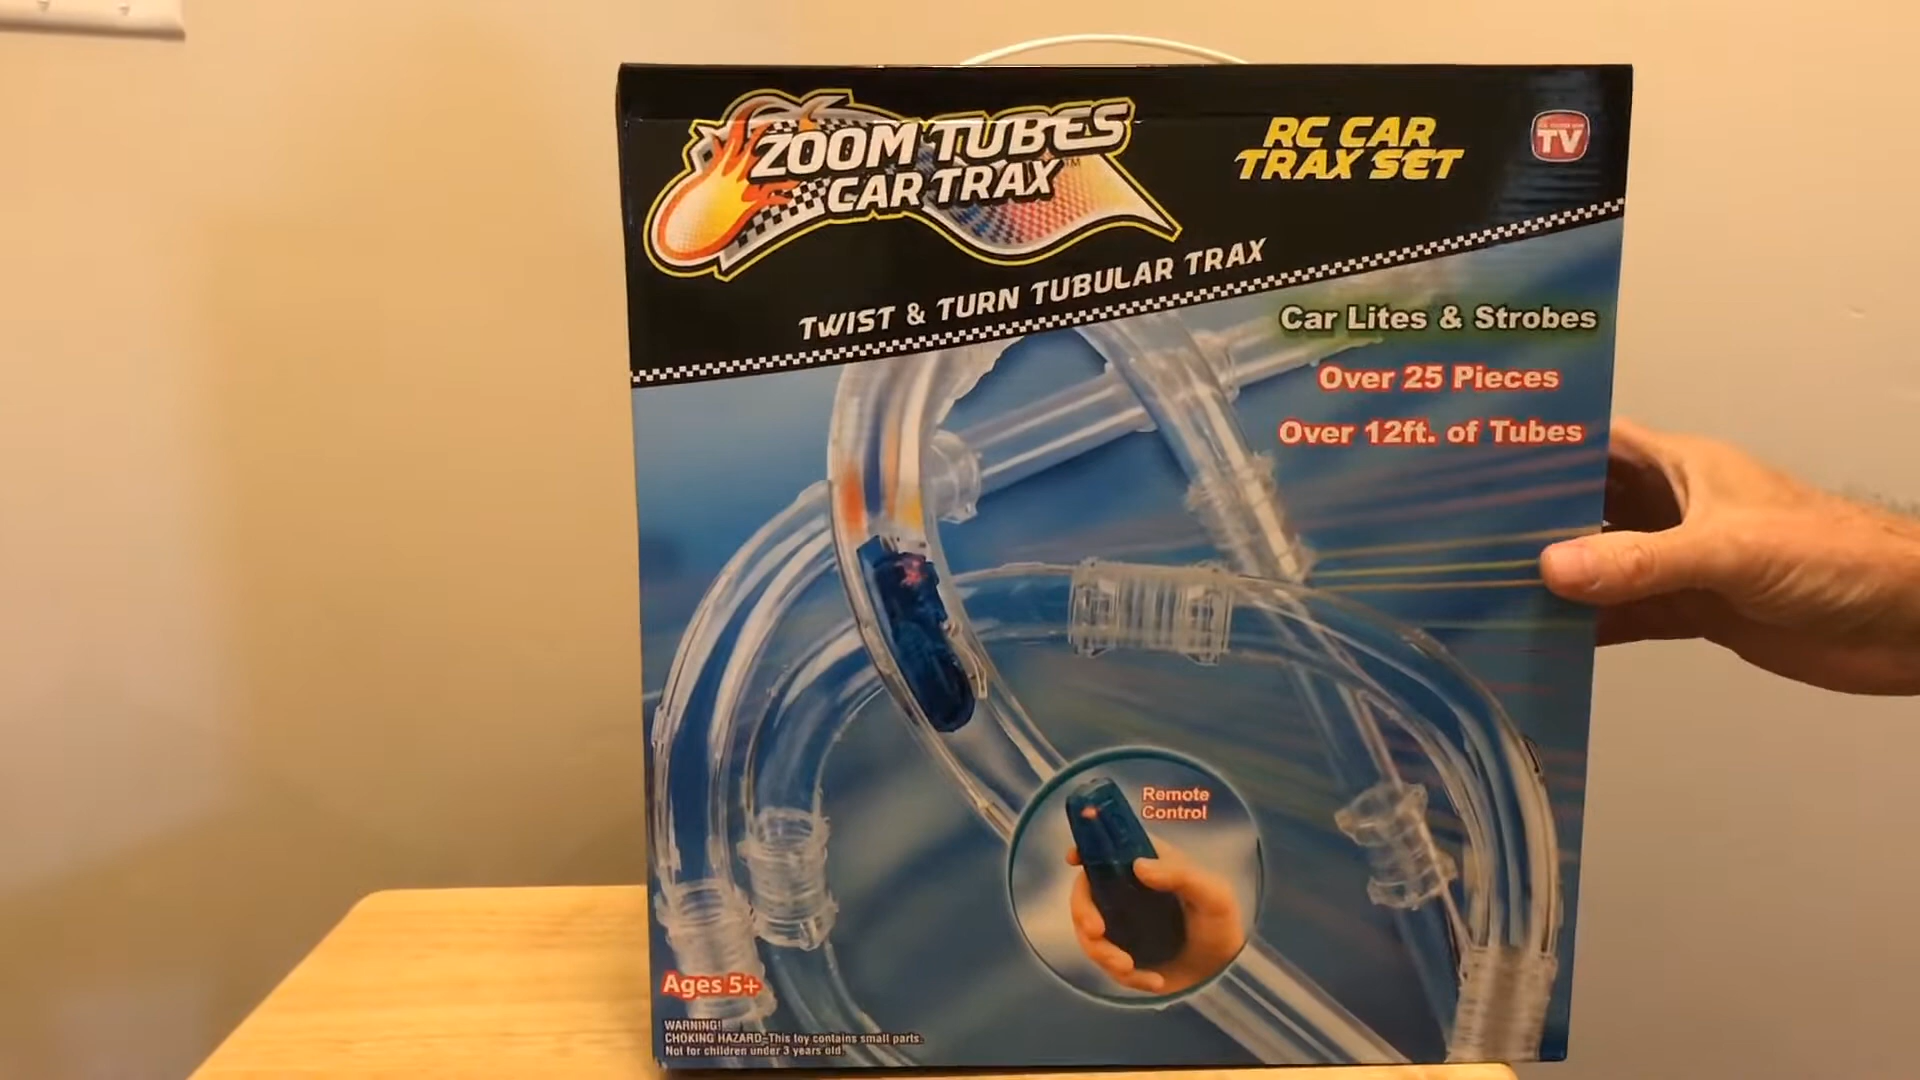 ZOOM TUBES
CAR TRAX™
RC CAR
TRAX SET
TV
TWIST & TURN TUBULAR TRAX
Car Lites & Strobes
Over 25 Pieces
Over 12ft. of Tubes
Remote
Control
Ages 5+
WARNING!
CHOKING HAZARD–This toy contains small parts.
Not for children under 3 years old.